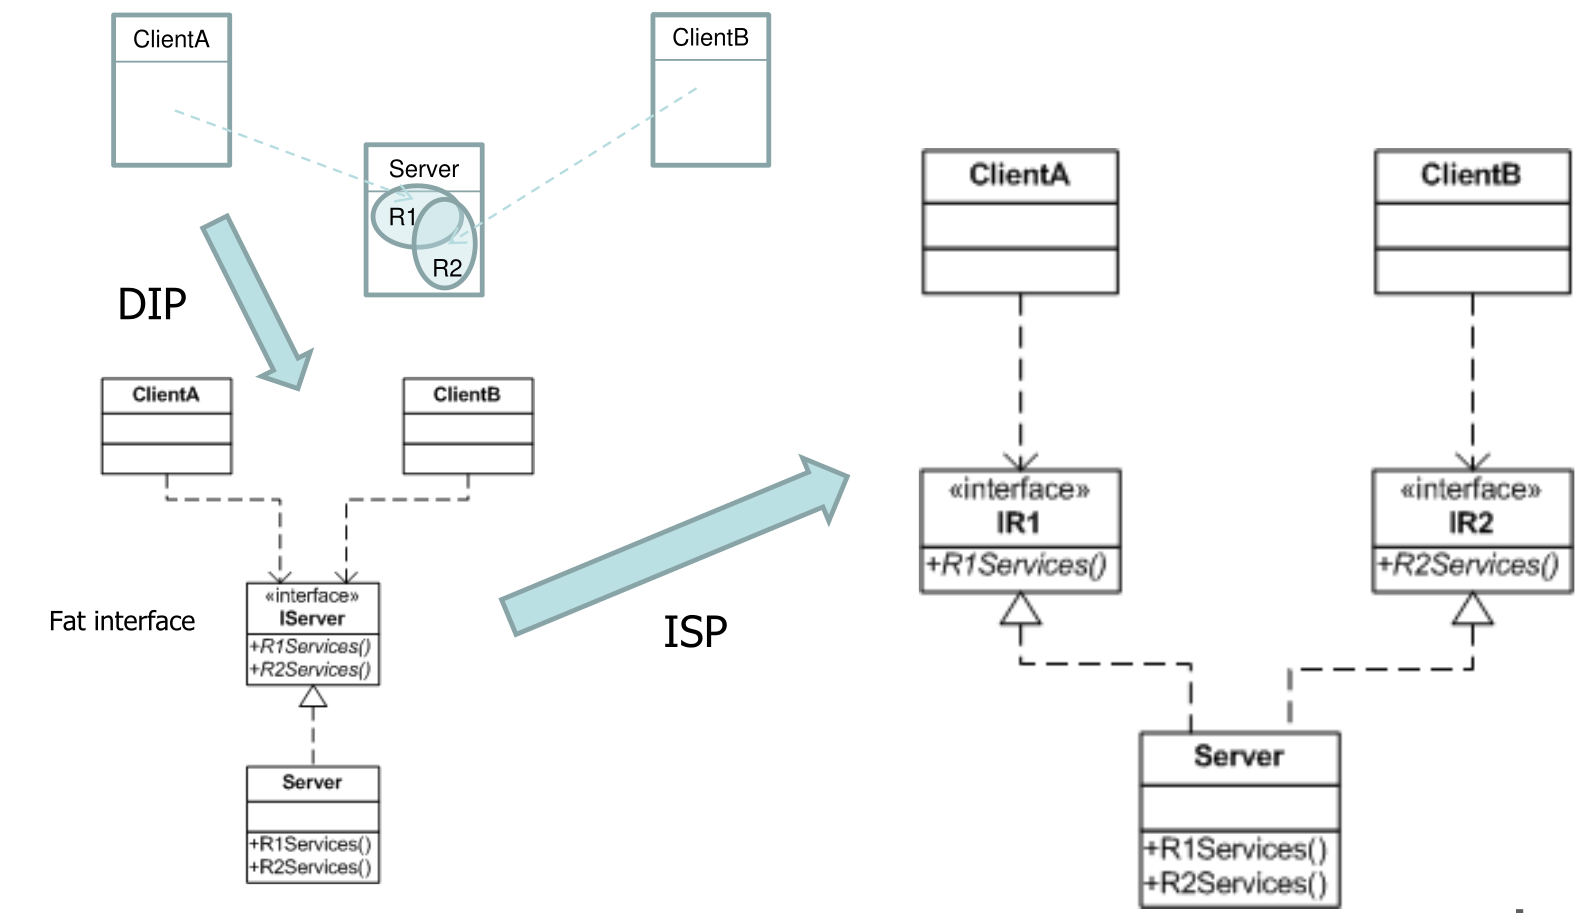 ClientA
ClientB
Server
R1
R2
DIP
ClientA
ClientB
Fat interface
«interface»
IServer
+R1Services()
+R2Services()
Server
+R1Services()
+R2Services()
ISP
ClientA
ClientB
«interface»
IR1
+R1Services()
«interface»
IR2
+R2Services()
Server
+R1Services()
+R2Services()